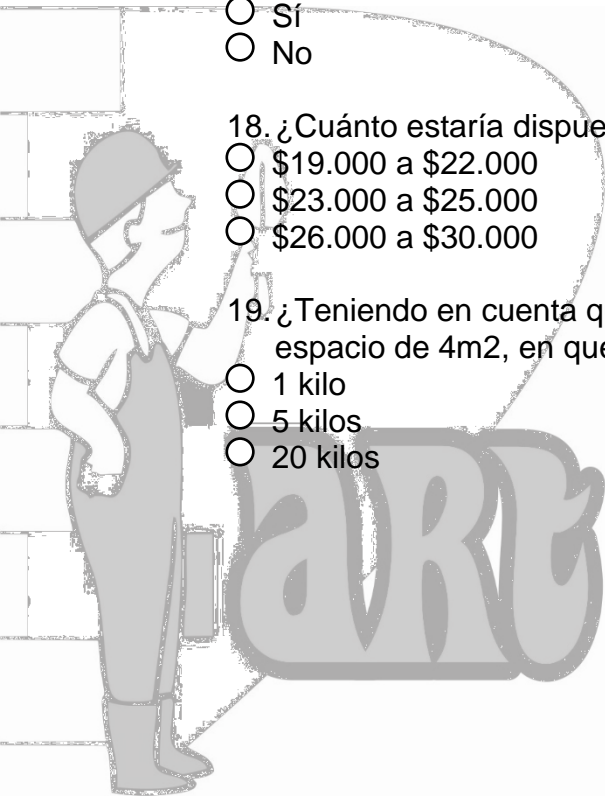 Sí
No
18. ¿Cuánto estaría dispue
$19.000 a $22.000
$23.000 a $25.000
$26.000 a $30.000
19. ¿Teniendo en cuenta q
espacio de 4m2, en que
1 kilo
5 kilos
20 kilos
aRt